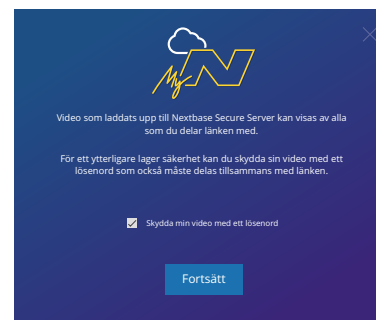 My N
Video som laddats upp till Nextbase Secure Server kan visas av alla
som du delar länken med.
För ett ytterligare lager säkerhet kan du skydda sin video med ett
lösenord som också måste delas tillsammans med länken.
Skydda min video med ett lösenord
Fortsätt